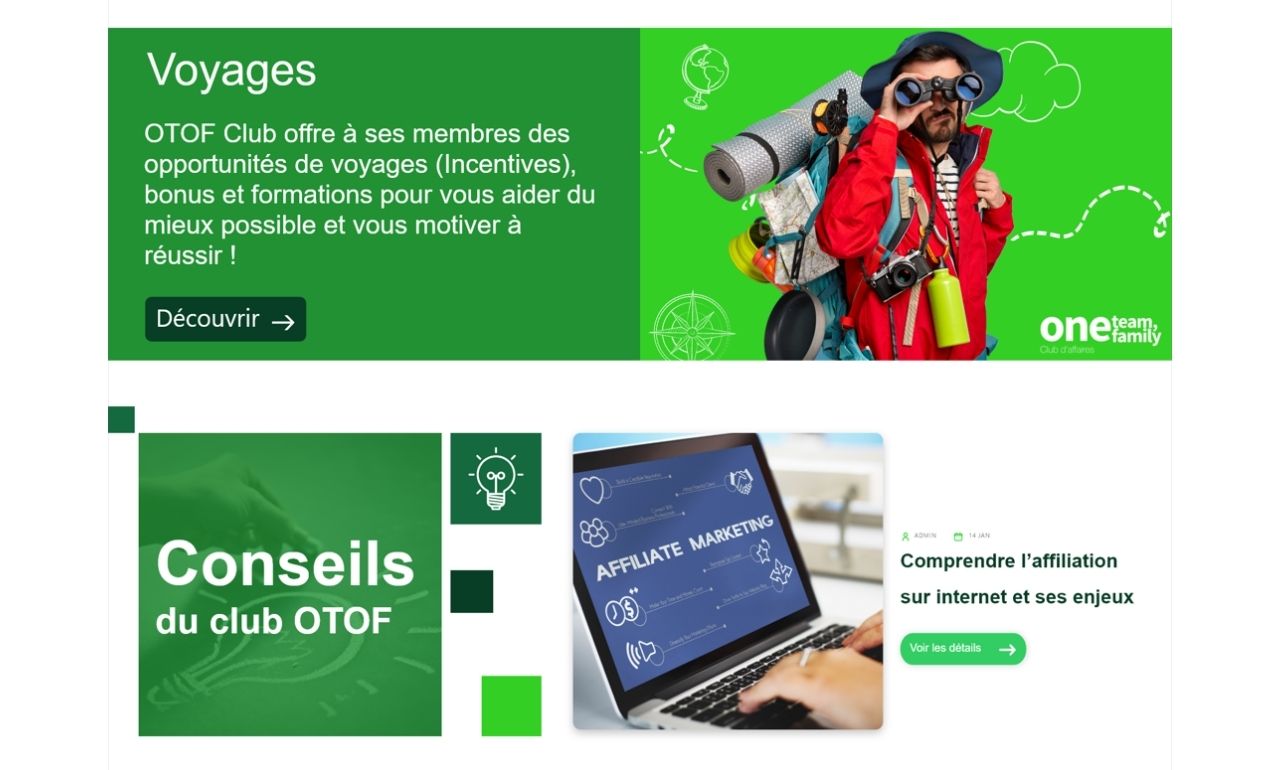 Voyages
OTOF Club offre à ses membres des
opportunités de voyages (Incentives),
bonus et formations pour vous aider du
mieux possible et vous motiver à
réussir !
Découvrir
one team,
family
Club d'affaires
Conseils
du club OTOF
AFFILIATE MARKETING
ADMIN
14 JAN
Comprendre l’affiliation
sur internet et ses enjeux
Voir les détails